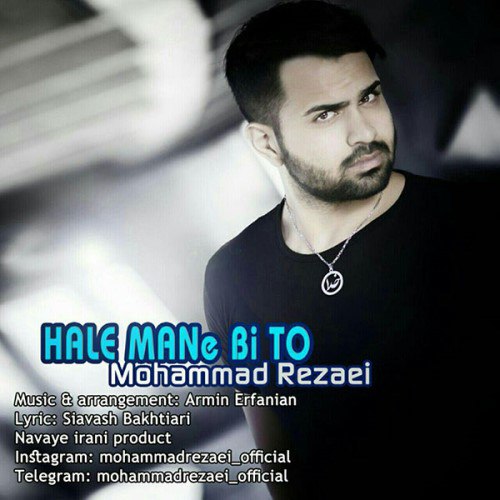 HALE MANe Bi TO
Mohammad Rezaei
Music & arrangement: Armin Erfanian
Lyric: Siavash Bakhtiari
Navaye irani product
Instagram: mohammadrezaei_official
Telegram: mohammadrezaei_official